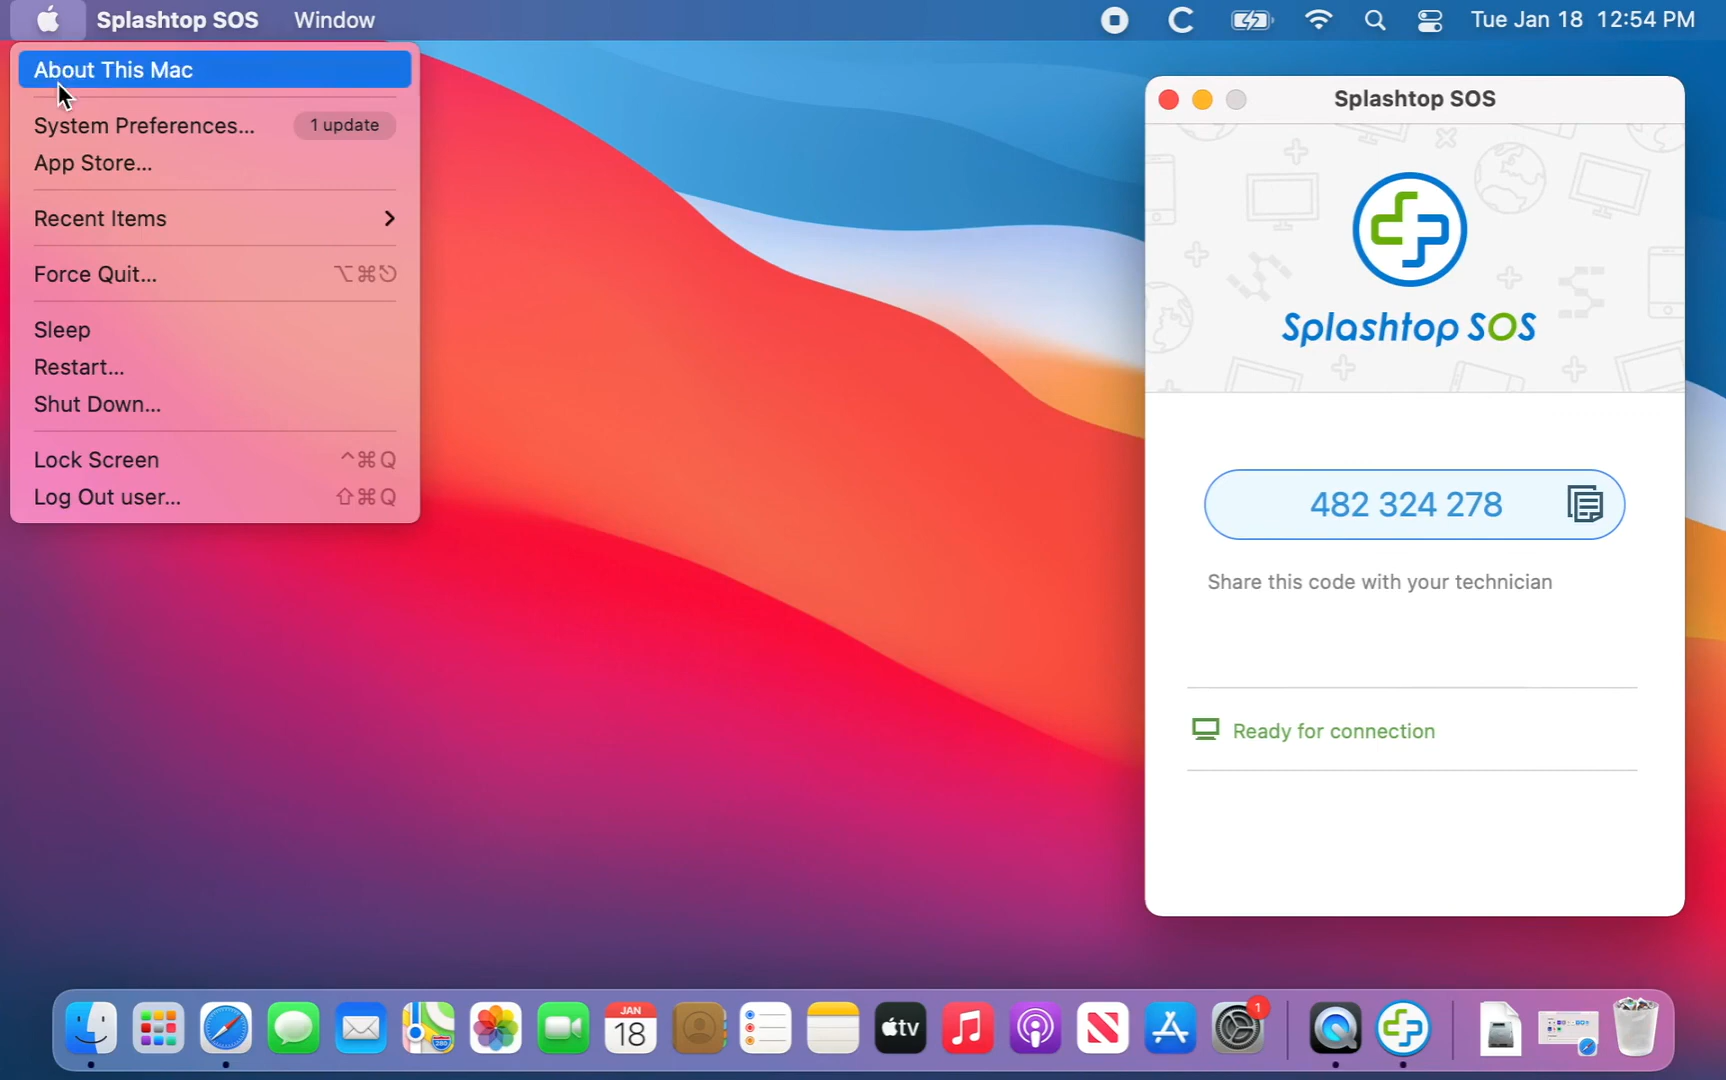 Splashtop SOS Window Tue Jan 18 12:54 PM
About This Mac
System Preferences... 1 update
App Store...
Recent Items
Force Quit... ⌥⌘⎋
Sleep
Restart...
Shut Down...
Lock Screen ^⌘Q
Log Out user... ⇧⌘Q
Splashtop SOS
Splashtop SOS
482 324 278
Share this code with your technician
Ready for connection
280
JAN
18
tv
1